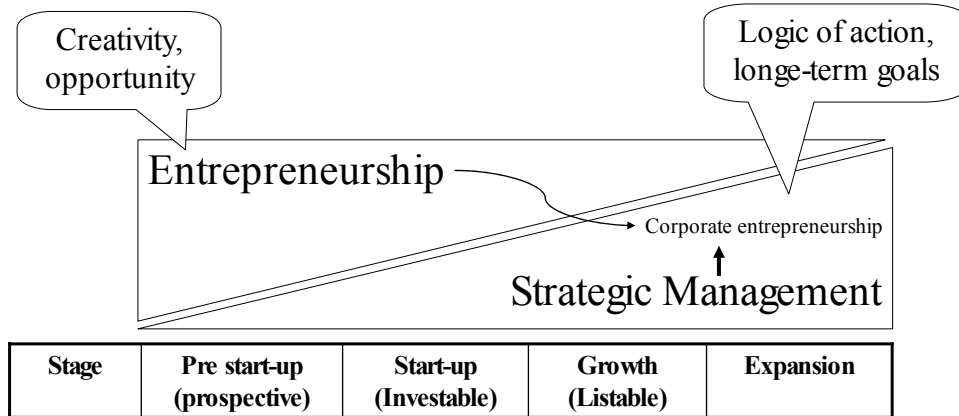 Creativity,
opportunity
Logic of action,
longe-term goals
Entrepreneurship
Corporate entrepreneurship
Strategic Management
Stage
Pre start-up
(prospective)
Start-up
(Investable)
Growth
(Listable)
Expansion